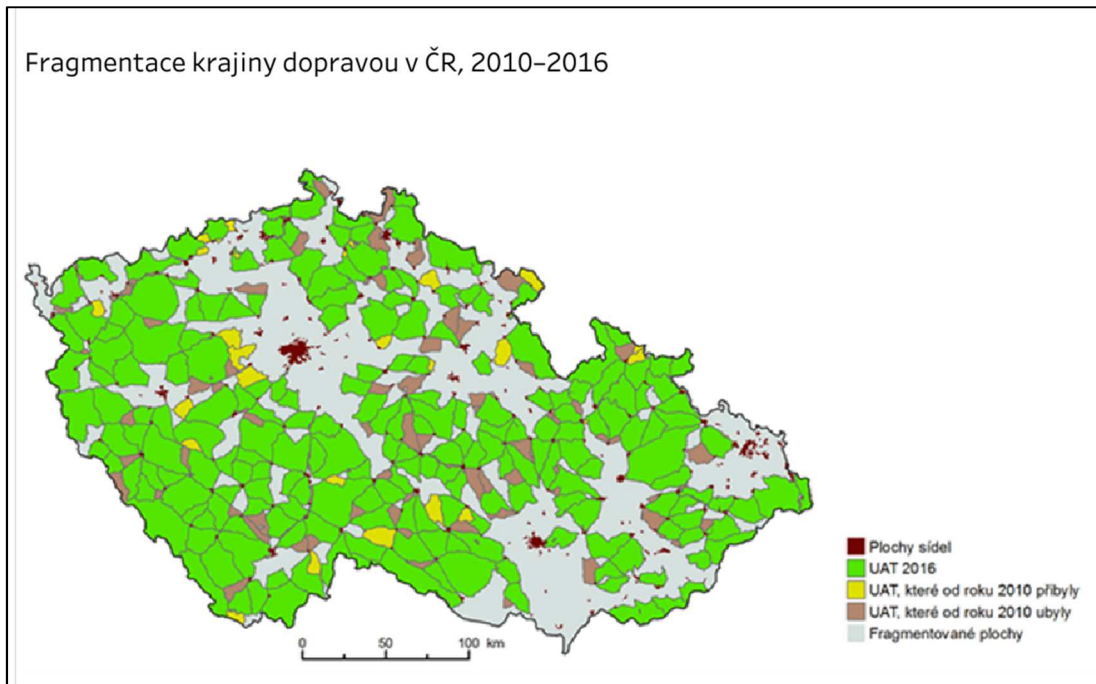 Fragmentace krajiny dopravou v ČR, 2010–2016
Plochy sídel
UAT 2016
UAT, které od roku 2010 přibyly
UAT, které od roku 2010 ubyly
Fragmentované plochy
0 50 100 km